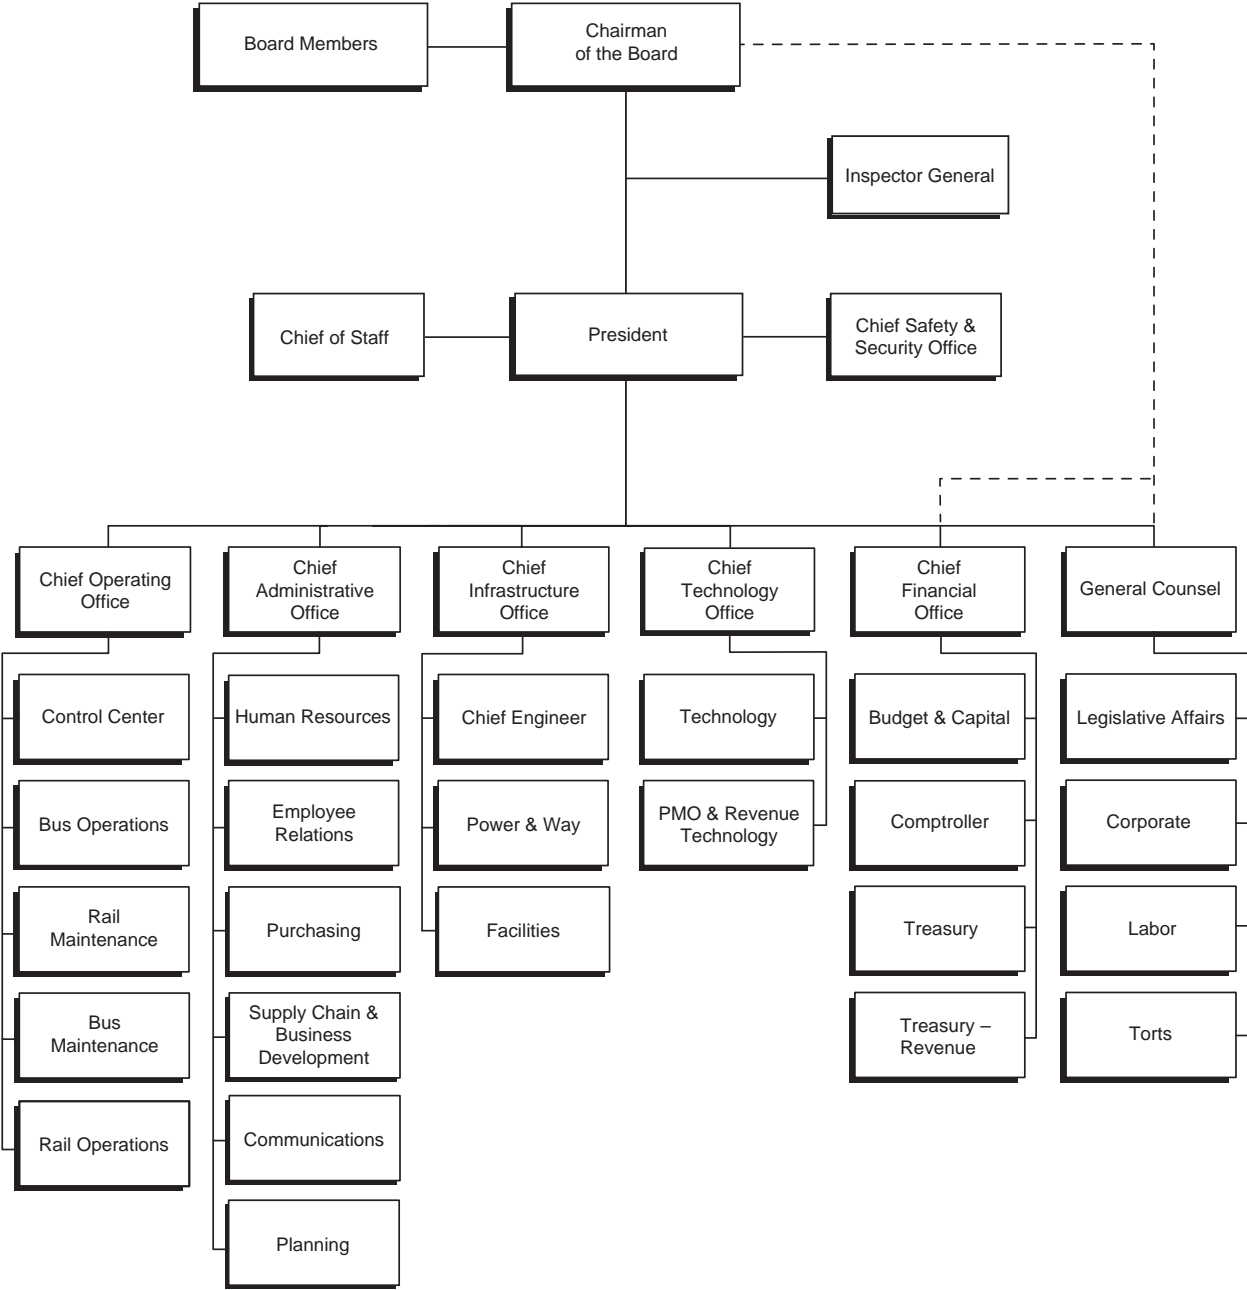 Board Members
Chairman
of the Board
Inspector General
Chief of Staff
President
Chief Safety &
Security Office
Chief Operating
Office
Chief
Administrative
Office
Chief
Infrastructure
Office
Chief
Technology
Office
Chief
Financial
Office
General Counsel
Control Center
Bus Operations
Rail
Maintenance
Bus
Maintenance
Rail Operations
Human Resources
Employee
Relations
Purchasing
Supply Chain &
Business
Development
Communications
Planning
Chief Engineer
Power & Way
Facilities
Technology
PMO & Revenue
Technology
Budget & Capital
Comptroller
Treasury
Treasury –
Revenue
Legislative Affairs
Corporate
Labor
Torts